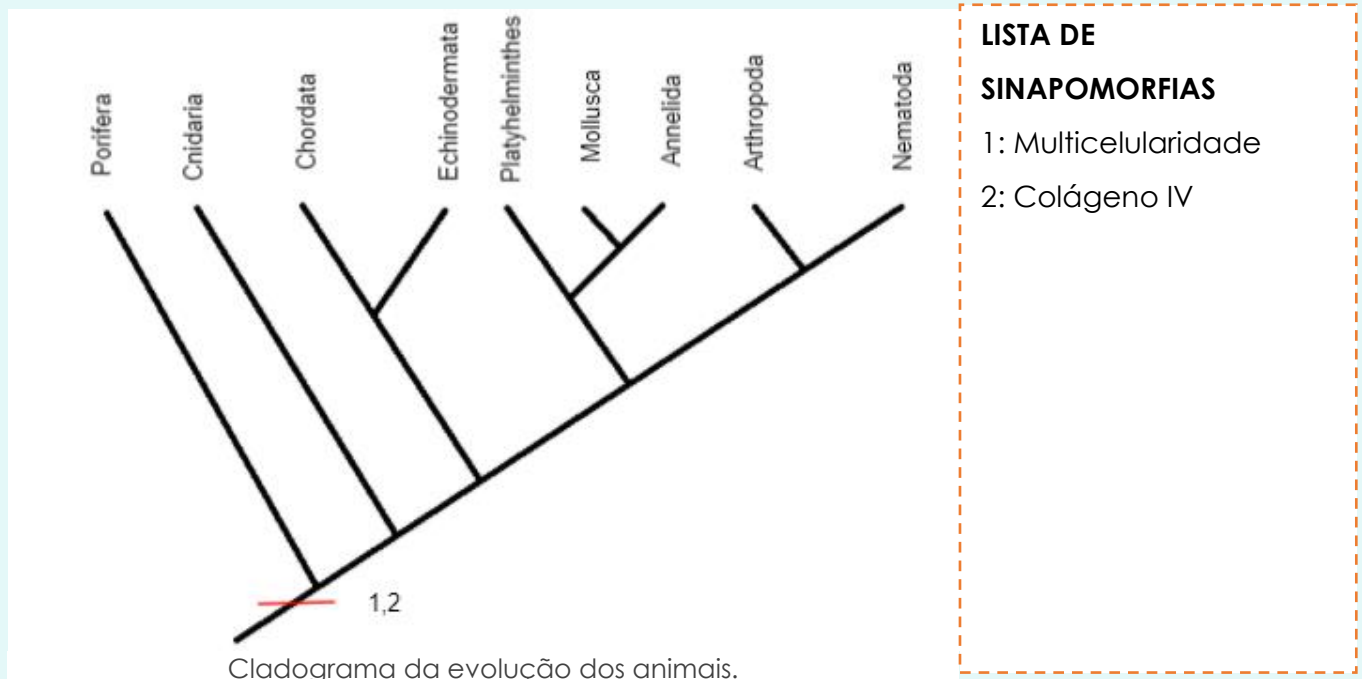 Porifera
Cnidaria
Chordata
Echinodermata
Platyhelminthes
Mollusca
Annelida
Arthropoda
Nematoda
1,2
Cladograma da evolução dos animais.
LISTA DE
SINAPOMORFIAS
1: Multicelularidade
2: Colágeno IV